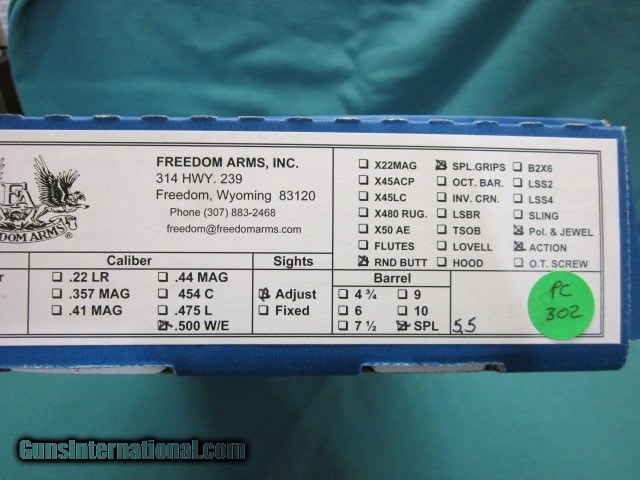 FREEDOM ARMS, INC.
314 HWY. 239
Freedom, Wyoming 83120
Phone (307) 883-2468
freedom@freedomarms.com
FA
EDOM ARMS ®
X22MAG SPL.GRIPS B2X6
X45ACP OCT. BAR. LSS2
X45LC INV. CRN. LSS4
X480 RUG. LSBR SLING
X50 AE TSOB Pol. & JEWEL
FLUTES LOVELL ACTION
RND BUTT HOOD O.T. SCREW
Caliber Sights Barrel
.22 LR .44 MAG
.357 MAG 454 C
.41 MAG .475 L
.500 W/E
Adjust
Fixed
4 ¾ 9
6 10
7 ½ SPL 5.5
PC
302
GunsInternational.com